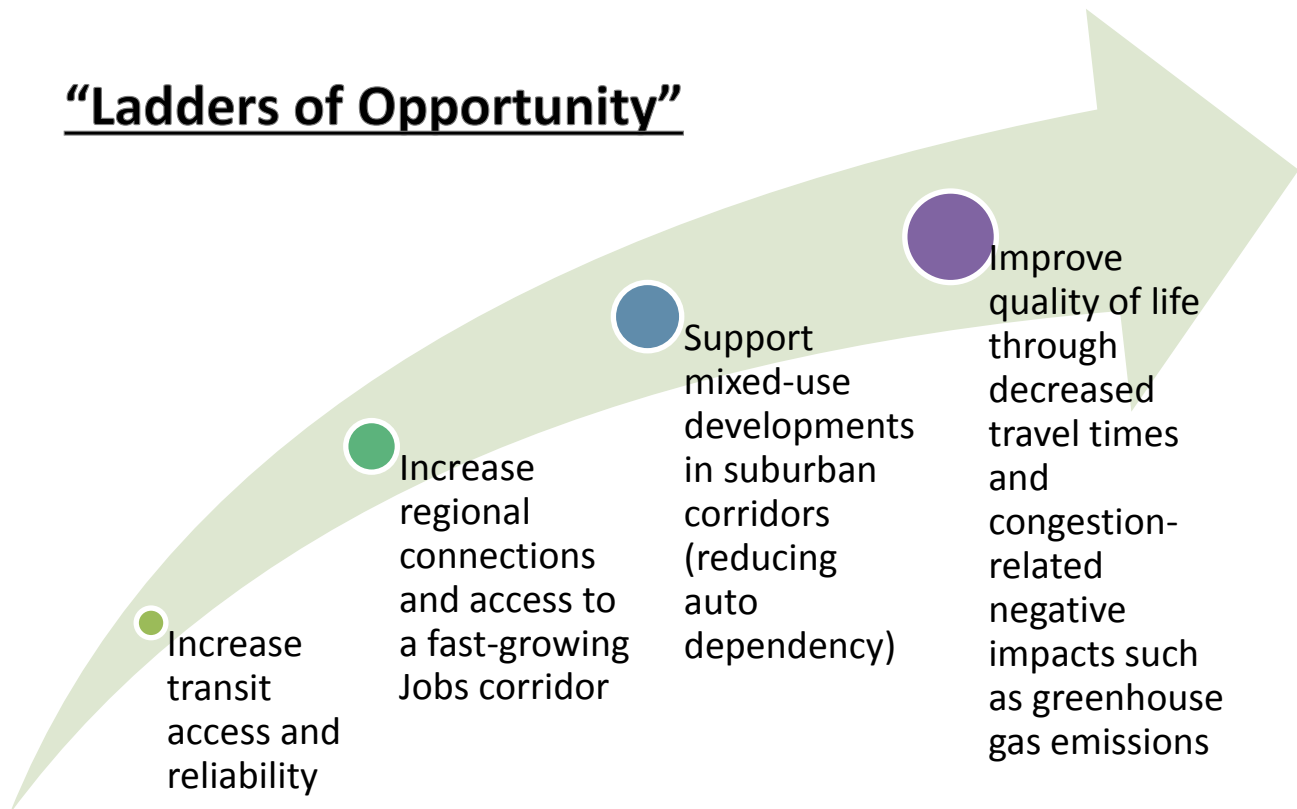 “Ladders of Opportunity”
Increase
transit
access and
reliability
Increase
regional
connections
and access to
a fast-growing
Jobs corridor
Support
mixed-use
developments
in suburban
corridors
(reducing
auto
dependency)
Improve
quality of life
through
decreased
travel times
and
congestion-
related
negative
impacts such
as greenhouse
gas emissions